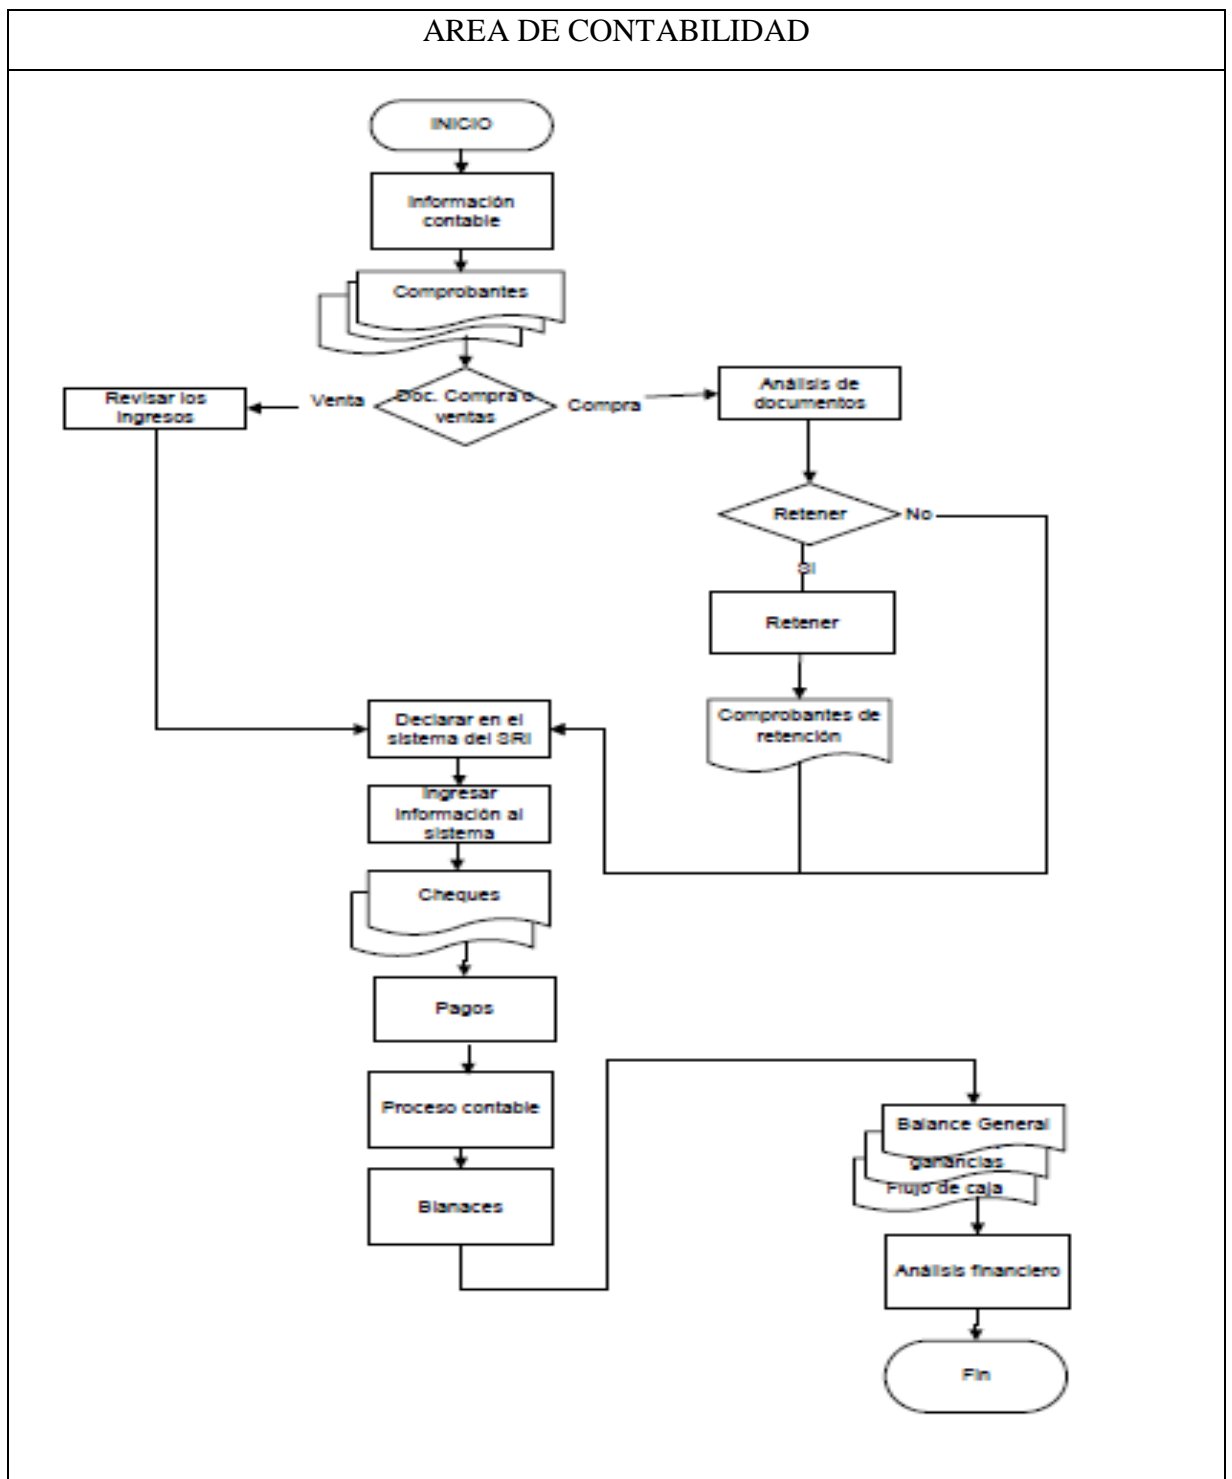 AREA DE CONTABILIDAD
INICIO
Información
contable
Comprobantes
Doc. Compra o
ventas
Venta
Revisar los
Ingresos
Compra
Análisis de
documentos
Retener
No
SI
Retener
Comprobantes de
retención
Declarar en el
sistema del SRI
Ingresar
Información al
sistema
Cheques
Pagos
Proceso contable
Blanaces
Balance General
ganancias
Flujo de caja
Análisis financiero
Fin